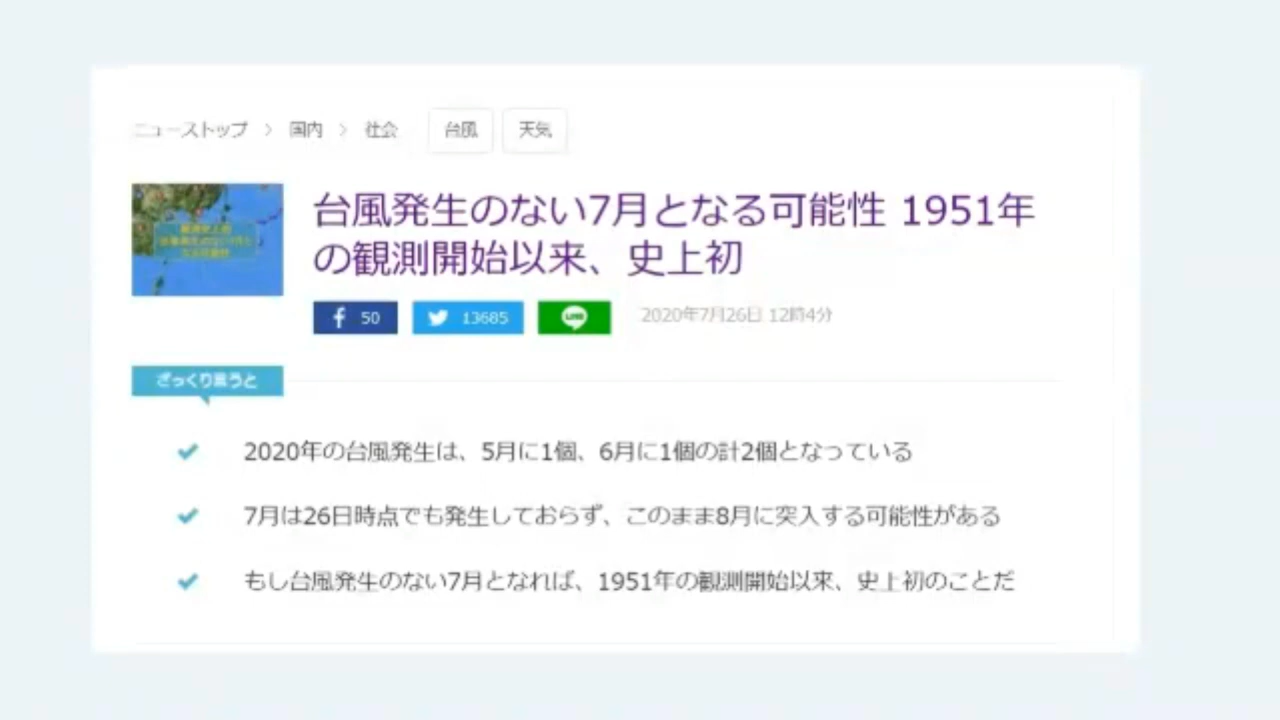 ニューストップ > 国内 > 社会 台風 天気
台風発生のない7月となる可能性 1951年
の観測開始以来、史上初
50 13685 LINE 2020年7月26日 12時4分
ざっくり言うと
2020年の台風発生は、5月に1個、6月に1個の計2個となっている
7月は26日時点でも発生しておらず、このまま8月に突入する可能性がある
もし台風発生のない7月となれば、1951年の観測開始以来、史上初のことだ